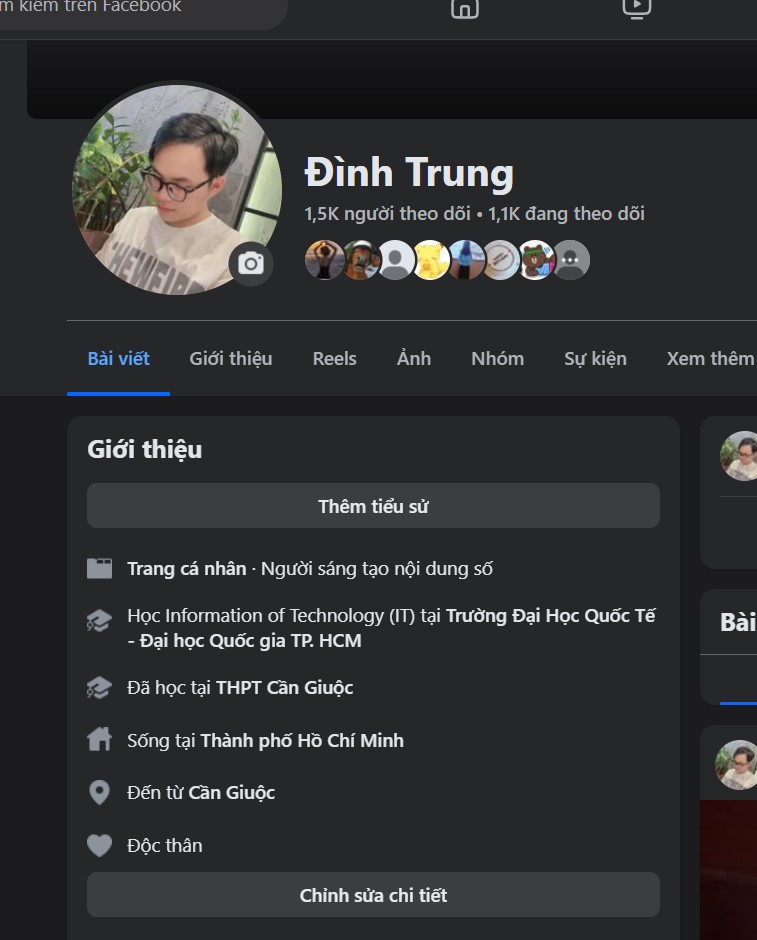 m kiếm trên Facebook
Đình Trung
1,5K người theo dõi • 1,1K đang theo dõi
Bài viết
Giới thiệu
Reels
Ảnh
Nhóm
Sự kiện
Xem thêm
Giới thiệu
Thêm tiểu sử
Trang cá nhân · Người sáng tạo nội dung số
Học Information of Technology (IT) tại Trường Đại Học Quốc Tế
- Đại học Quốc gia TP. HCM
Đã học tại THPT Cần Giuộc
Sống tại Thành phố Hồ Chí Minh
Đến từ Cần Giuộc
Độc thân
Chỉnh sửa chi tiết
Bài